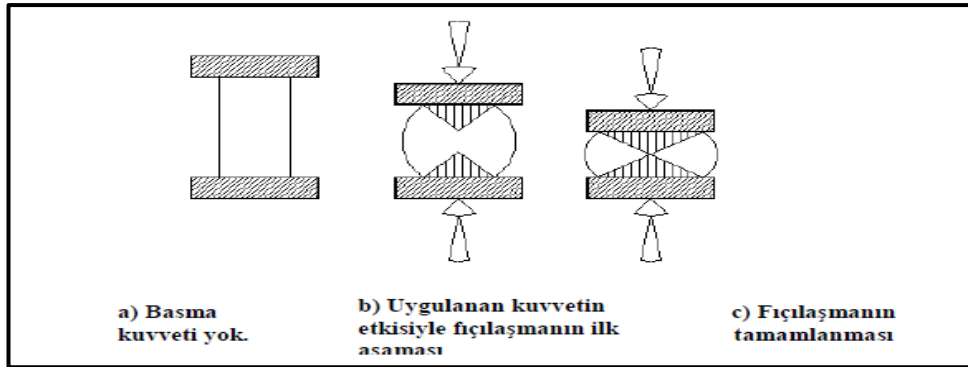 a) Basma
kuvveti yok.
b) Uygulanan kuvvetin
etkisiyle fıçılaşmanın ilk
aşaması
c) Fıçılaşmanın
tamamlanması